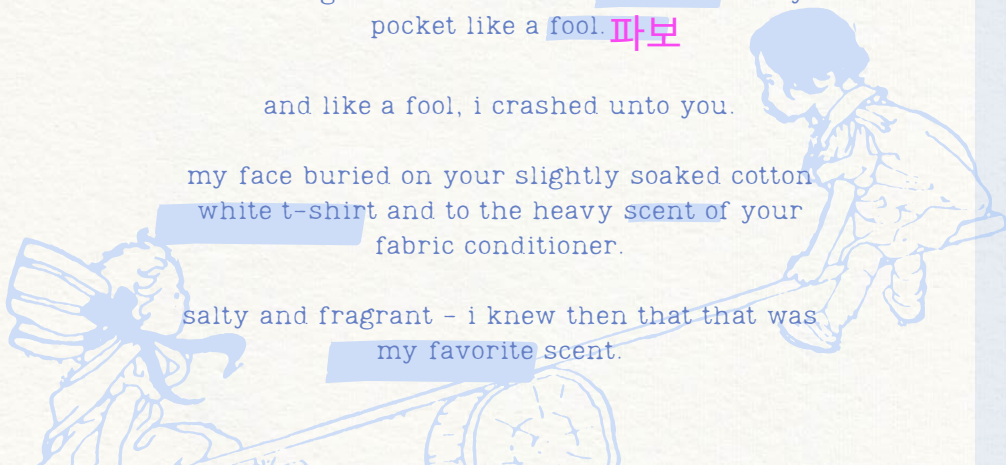 pocket like a fool. 파보
and like a fool, i crashed unto you.
my face buried on your slightly soaked cotton
white t-shirt and to the heavy scent of your
fabric conditioner.
salty and fragrant - i knew then that that was
my favorite scent.